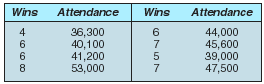 Wins Attendance Wins Attendance
4 36,300 6 44,000
6 40,100 7 45,600
6 41,200 5 39,000
8 53,000 7 47,500